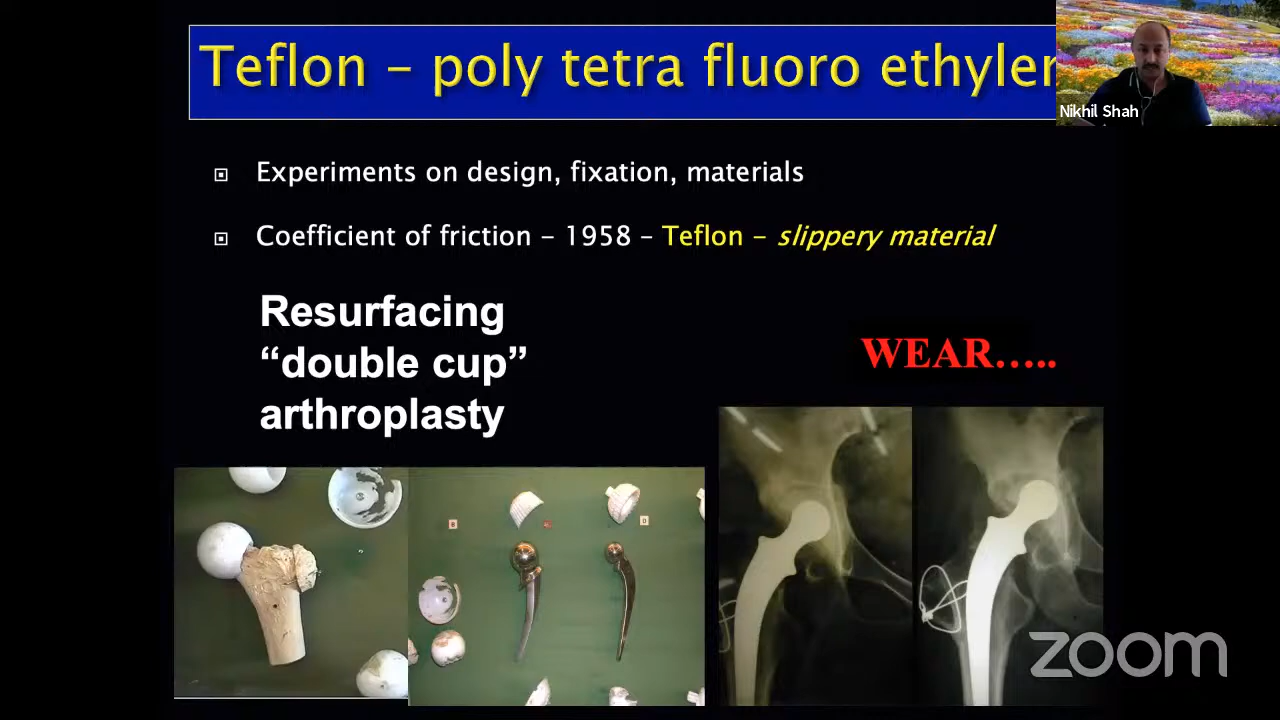 Teflon – poly tetra fluoro ethylen
Nikhil Shah
Experiments on design, fixation, materials
Coefficient of friction – 1958 – Teflon – slippery material
Resurfacing
“double cup”
arthroplasty
WEAR…..
B
D
zoom